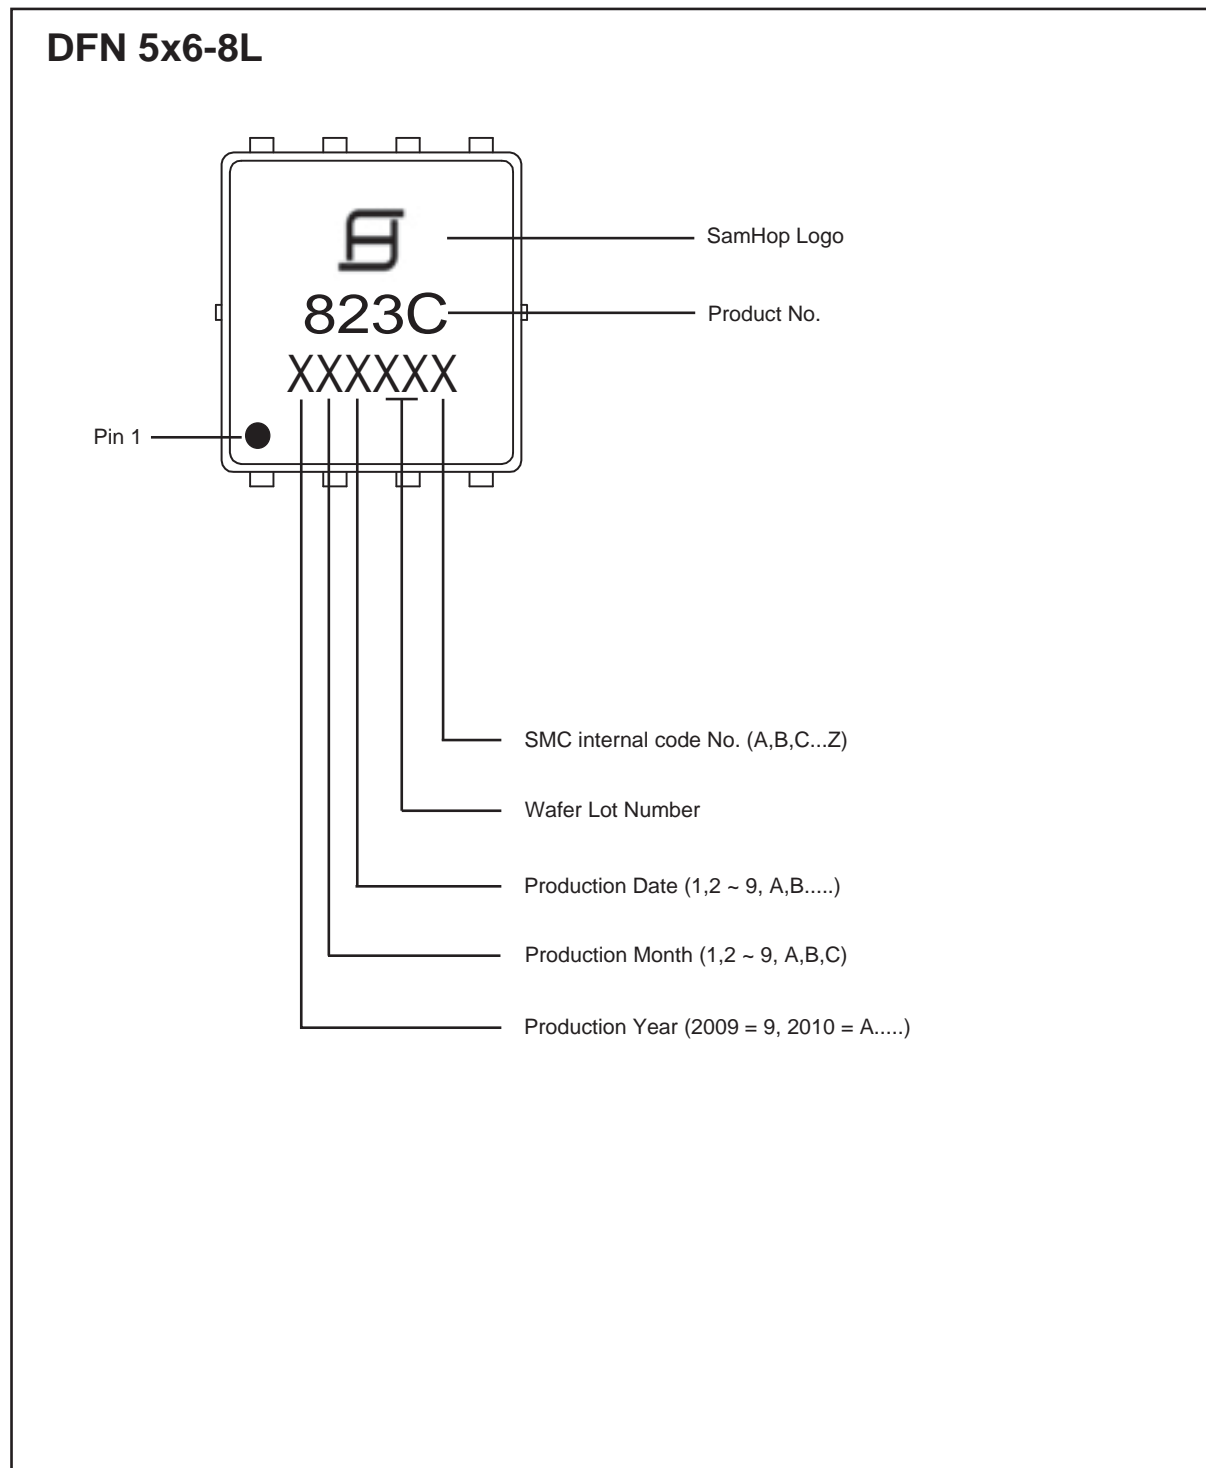 DFN 5x6-8L
SamHop Logo
823C
Product No.
XXXXXX
Pin 1
SMC internal code No. (A,B,C...Z)
Wafer Lot Number
Production Date (1,2 ~ 9, A,B.....)
Production Month (1,2 ~ 9, A,B,C)
Production Year (2009 = 9, 2010 = A.....)